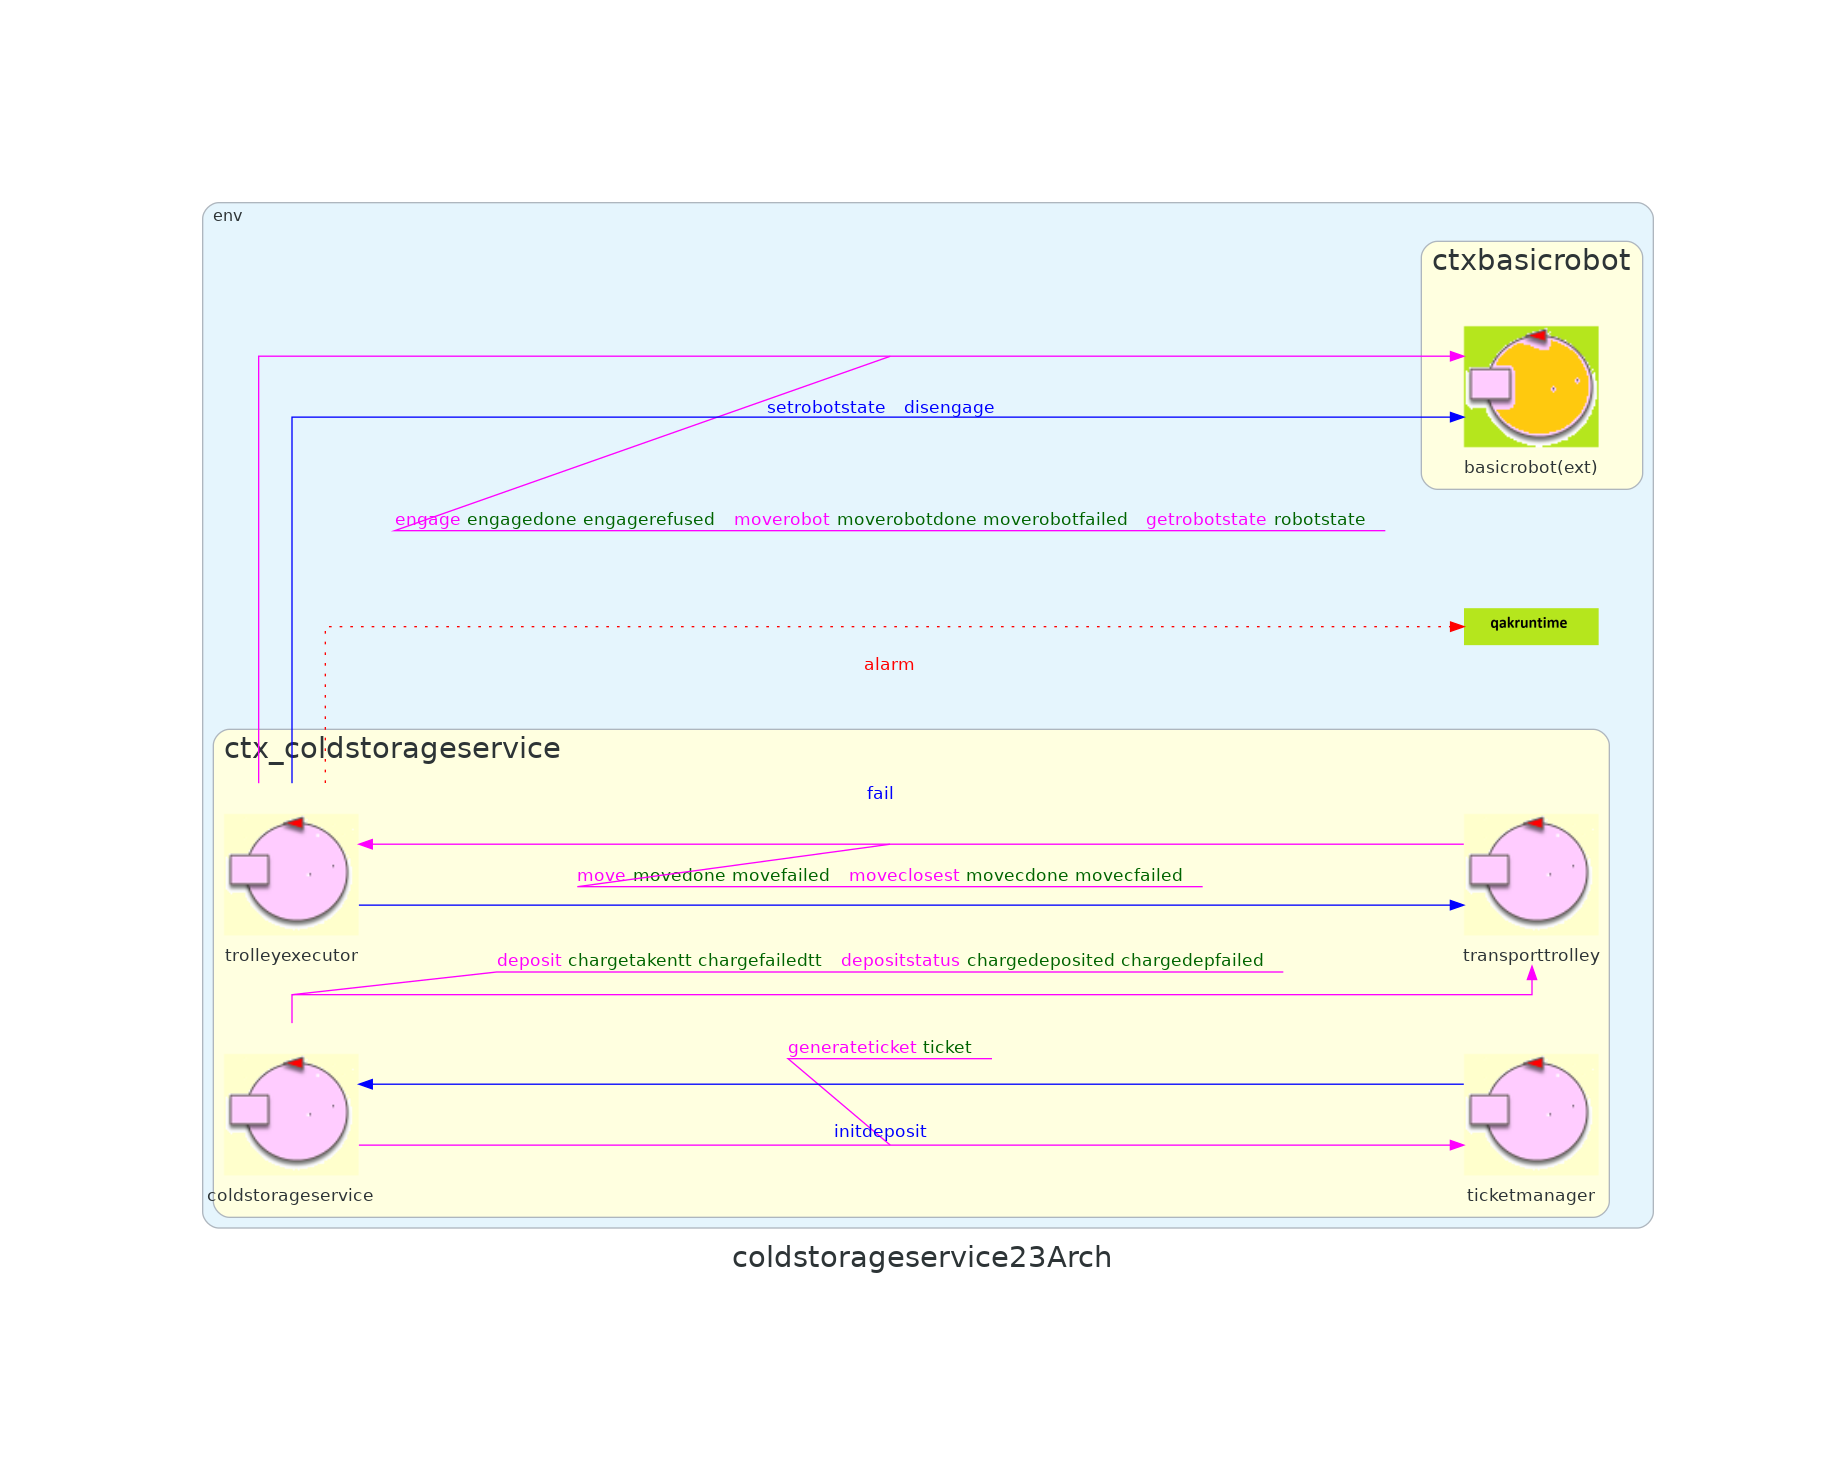 env
ctxbasicrobot
setrobotstate disengage
basicrobot(ext)
engage engagedone engagerefused moverobot moverobotdone moverobotfailed getrobotstate robotstate
qakruntime
alarm
ctx_coldstorageservice
fail
move movedone movefailed moveclosest movecdone movecfailed
trolleyexecutor
transporttrolley
deposit chargetakentt chargefailedtt depositstatus chargedeposited chargedepfailed
generateticket ticket
initdeposit
coldstorageservice
ticketmanager
coldstorageservice23Arch